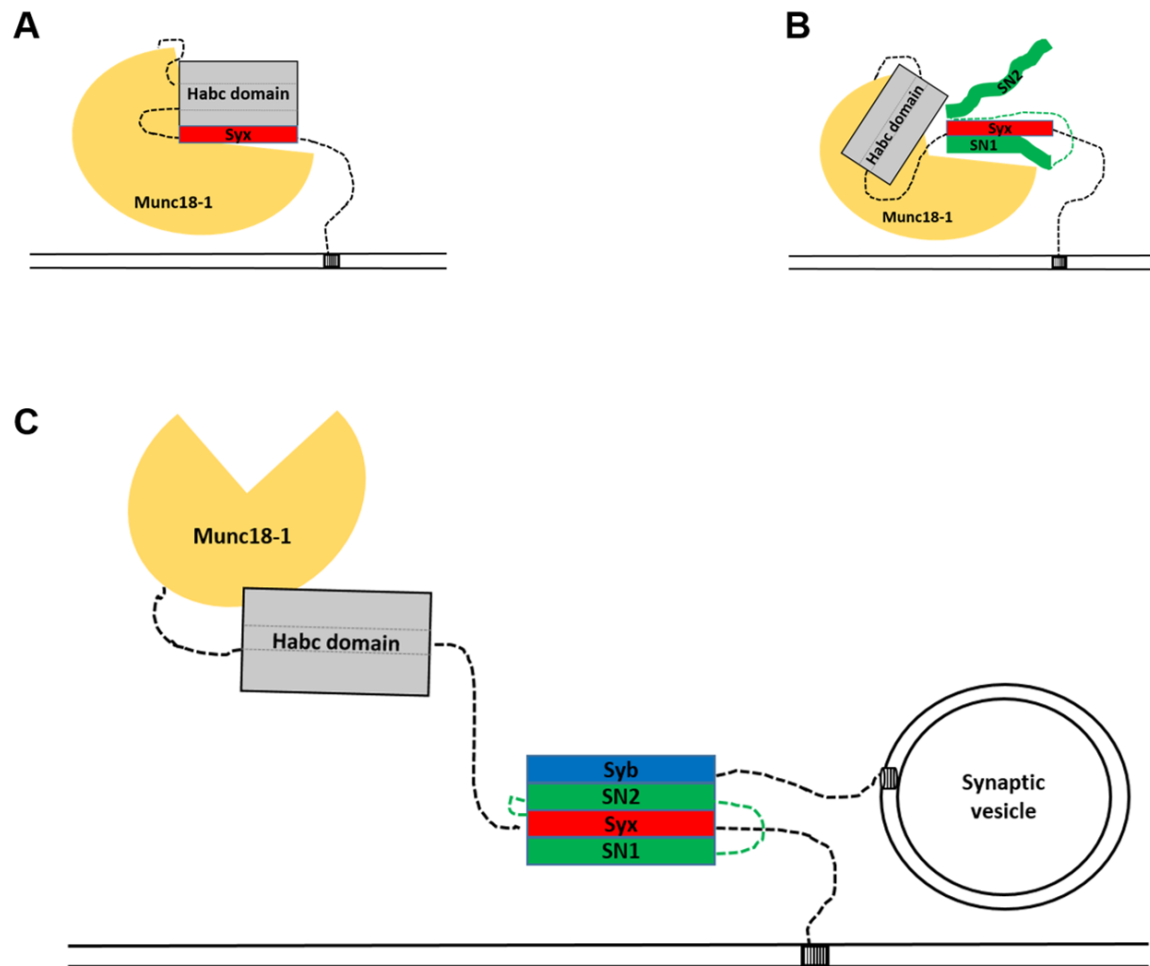 A
Habc domain
Syx
Munc18-1
B
SN2
Habc domain
Syx
SN1
Munc18-1
C
Munc18-1
Habc domain
Syb
SN2
Syx
SN1
Synaptic
vesicle